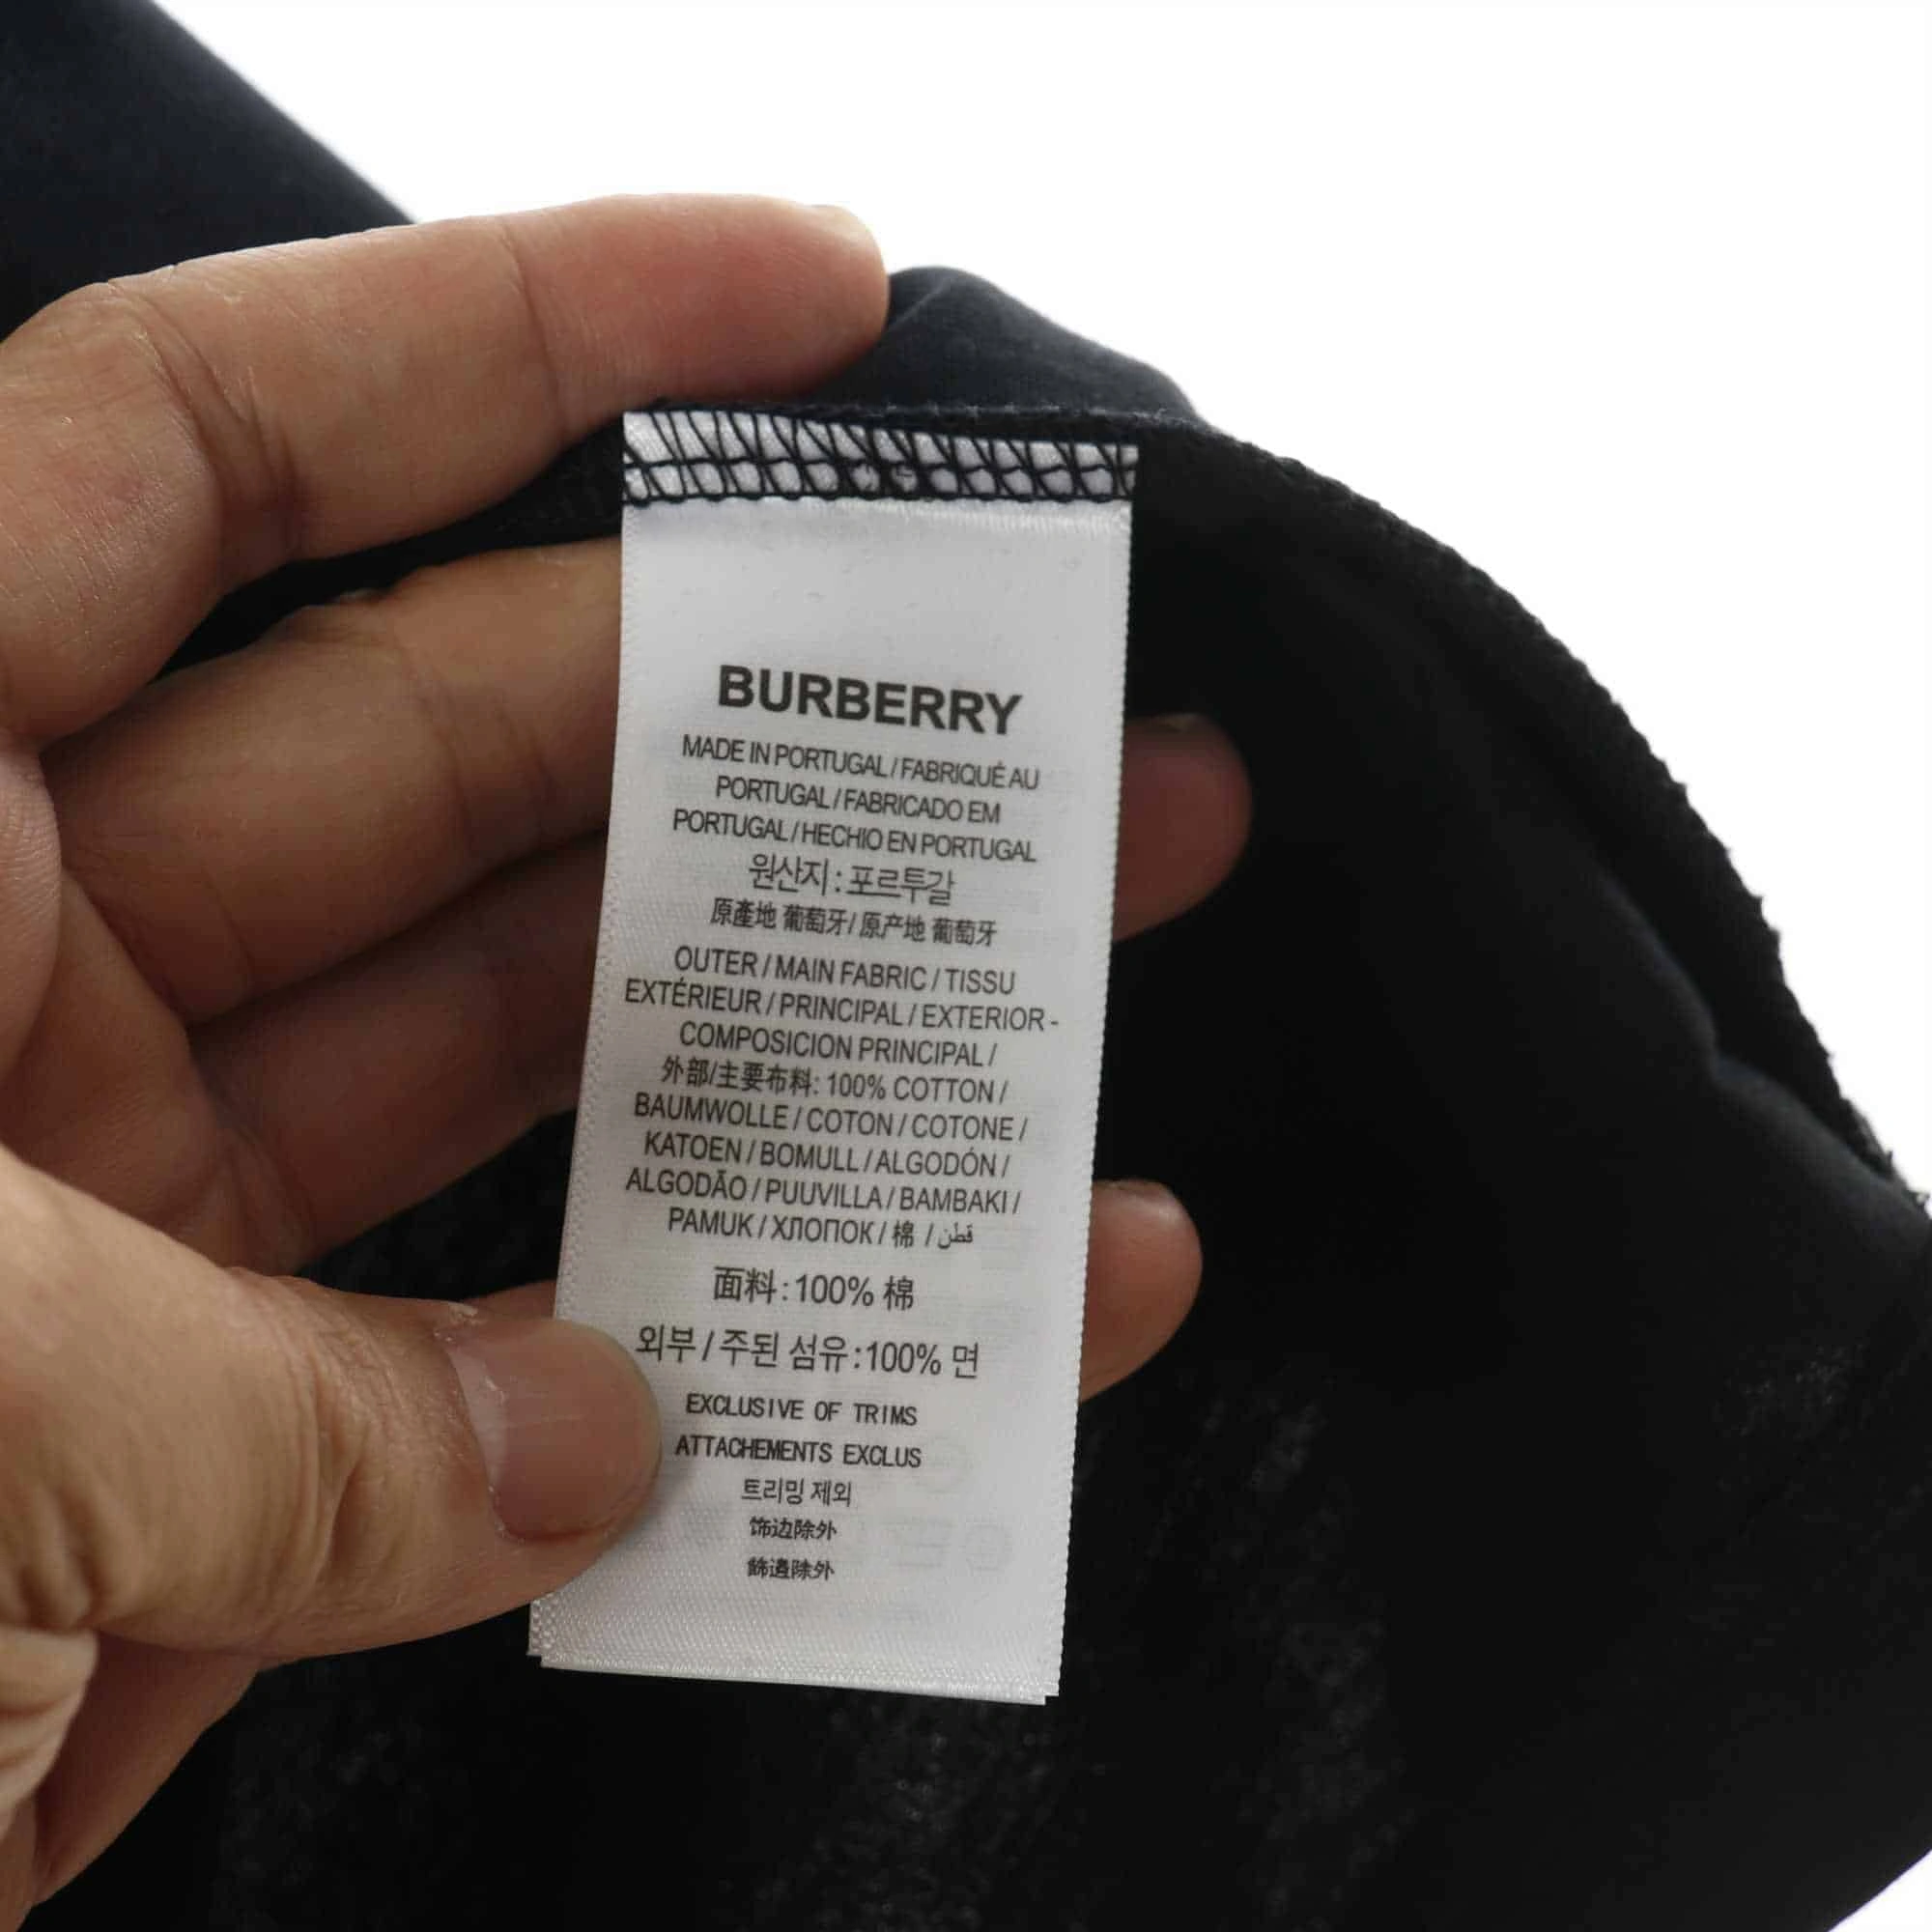 BURBERRY
MADE IN PORTUGAL / FABRIQUÉ AU
PORTUGAL / FABRICADO EM
PORTUGAL / HECHIO EN PORTUGAL
원산지 : 포르투갈
原產地 葡萄牙/ 原产地 葡萄牙
OUTER / MAIN FABRIC / TISSU
EXTÉRIEUR / PRINCIPAL / EXTERIOR -
COMPOSICION PRINCIPAL /
外部/主要布料: 100% COTTON /
BAUMWOLLE / COTON / COTONE /
KATOEN / BOMULL / ALGODÓN /
ALGODÃO / PUUVILLA / BAMBAKI /
PAMUK / ХЛОПОК / 棉 / قطن
面料 : 100% 棉
외부 / 주된 섬유 : 100% 면
EXCLUSIVE OF TRIMS
ATTACHEMENTS EXCLUS
트리밍 제외
饰边除外
飾邊除外